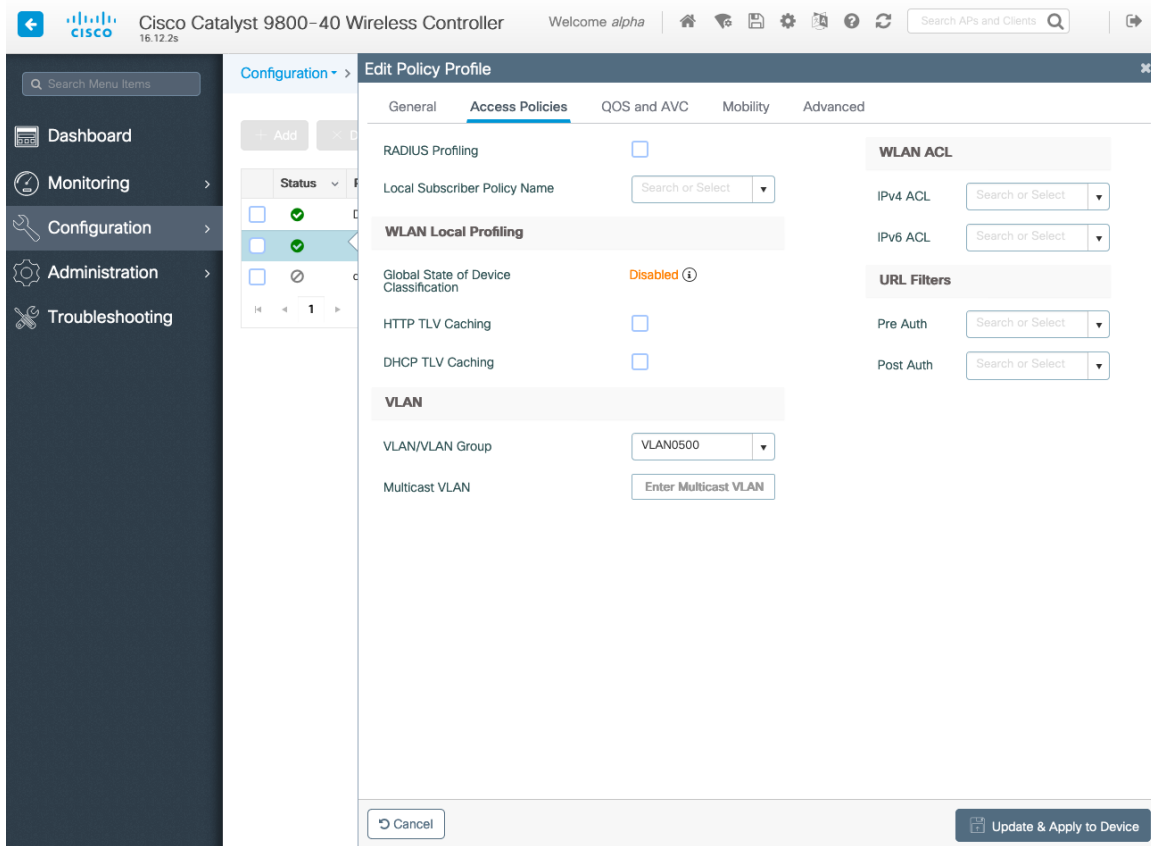 CISCO
Cisco Catalyst 9800-40 Wireless Controller
16.12.2s
Welcome alpha
Search APs and Clients
Search Menu Items
Dashboard
Monitoring
Configuration
Administration
Troubleshooting
Configuration
+ Add
× D
Status
1
Edit Policy Profile
General Access Policies QOS and AVC Mobility Advanced
RADIUS Profiling
Local Subscriber Policy Name Search or Select
WLAN Local Profiling
Global State of Device
Classification
Disabled
HTTP TLV Caching
DHCP TLV Caching
VLAN
VLAN/VLAN Group VLAN0500
Multicast VLAN Enter Multicast VLAN
WLAN ACL
IPv4 ACL Search or Select
IPv6 ACL Search or Select
URL Filters
Pre Auth Search or Select
Post Auth Search or Select
Cancel
Update & Apply to Device